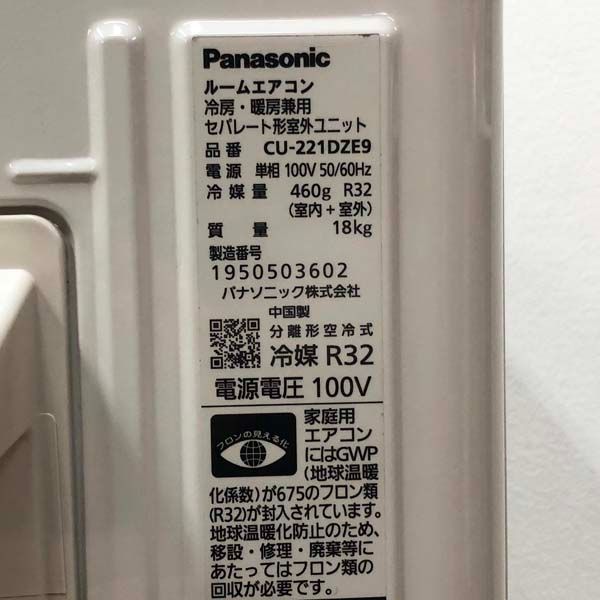 Panasonic
ルームエアコン
冷房・暖房兼用
セパレート形室外ユニット
品番 CU-221DZE9
電源 単相 100V 50/60Hz
冷媒量 460g R32
(室内+室外)
質量 18kg
製造番号
1950503602
パナソニック株式会社
中国製
分離形空冷式
冷媒 R32
電源電圧 100V
フロンの見える化
家庭用
エアコン
にはGWP
(地球温暖
化係数)が675のフロン類
(R32)が封入されています。
地球温暖化防止のため、
移設・修理・廃棄等に
あたってはフロン類の
回収が必要です。